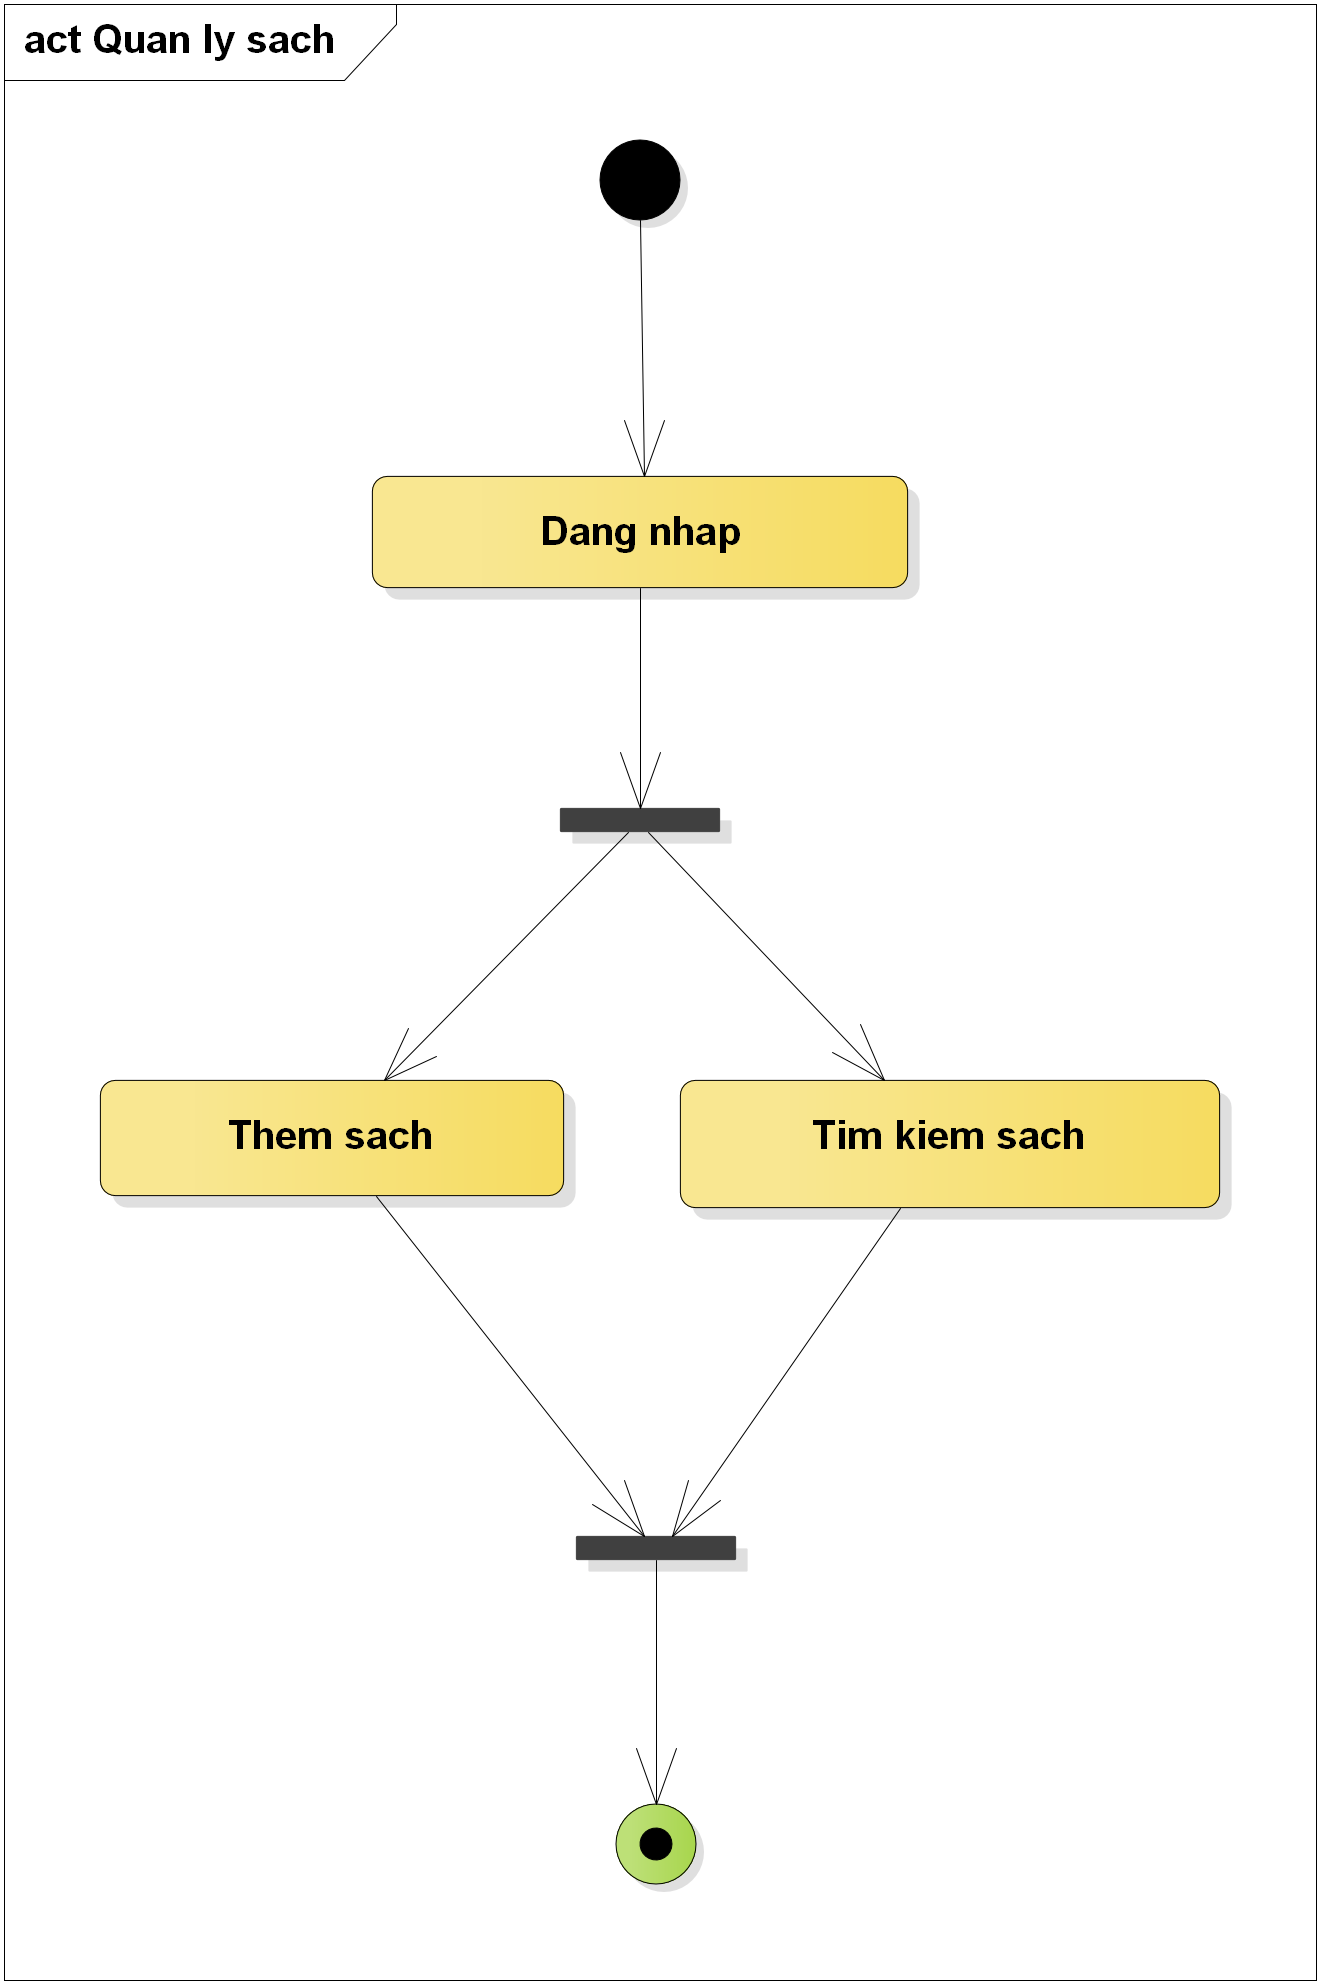 act Quan ly sach
Dang nhap
Them sach
Tim kiem sach